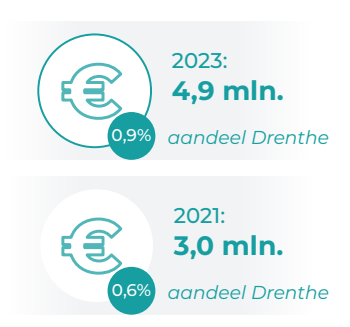 2023:
4,9 mln.
0,9%
aandeel Drenthe
2021:
3,0 mln.
0,6%
aandeel Drenthe